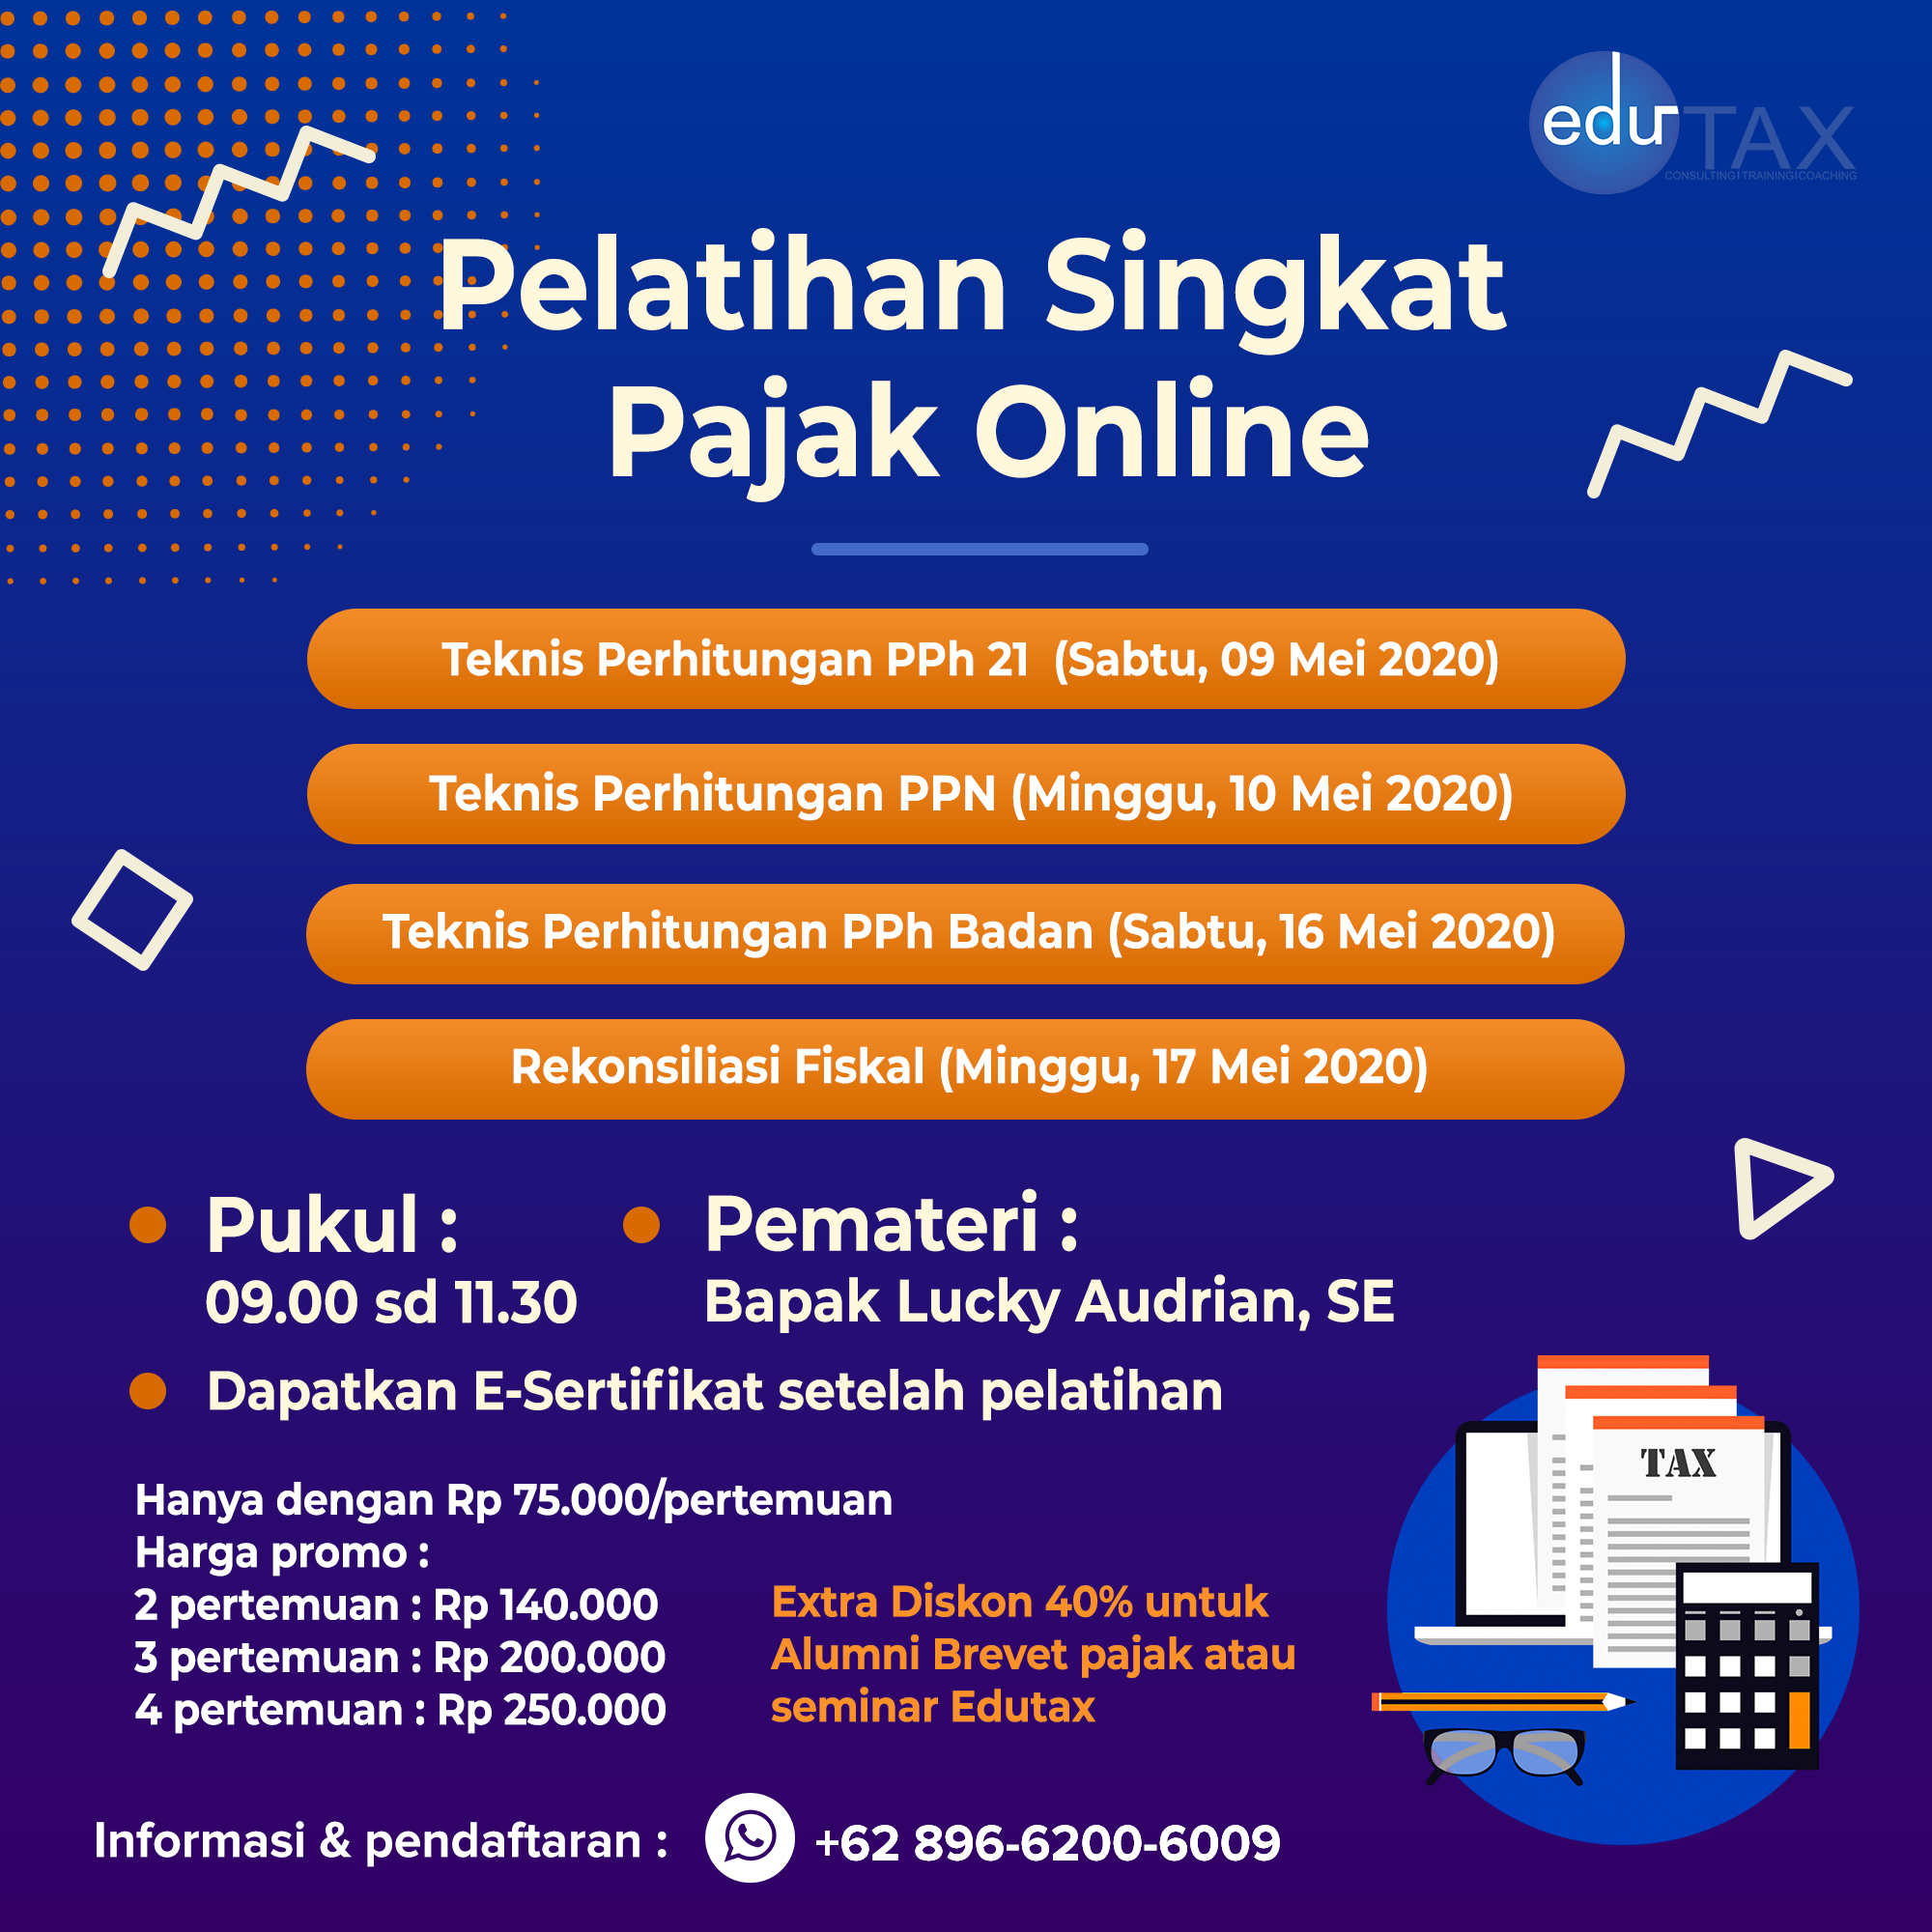 edu TAX
CONSULTING|TRAINING|COACHING
Pelatihan Singkat
Pajak Online
Teknis Perhitungan PPh 21 (Sabtu, 09 Mei 2020)
Teknis Perhitungan PPN (Minggu, 10 Mei 2020)
Teknis Perhitungan PPh Badan (Sabtu, 16 Mei 2020)
Rekonsiliasi Fiskal (Minggu, 17 Mei 2020)
Pukul :
09.00 sd 11.30
Pemateri :
Bapak Lucky Audrian, SE
Dapatkan E-Sertifikat setelah pelatihan
Hanya dengan Rp 75.000/pertemuan
Harga promo :
2 pertemuan : Rp 140.000
3 pertemuan : Rp 200.000
4 pertemuan : Rp 250.000
Extra Diskon 40% untuk
Alumni Brevet pajak atau
seminar Edutax
TAX
Informasi & pendaftaran :
+62 896-6200-6009